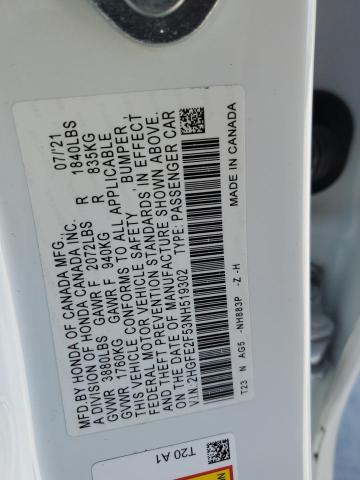 MFD. BY HONDA OF CANADA MFG. 07/'21
A DIVISION OF HONDA CANADA INC.
GVWR 3880LBS GAWR F 2072LBS R 1840LBS
GVWR 1760KG GAWR F 940KG R 835KG
THIS VEHICLE CONFORMS TO ALL APPLICABLE
FEDERAL MOTOR VEHICLE SAFETY, BUMPER,
THEFT PREVENTION STANDARDS IN EFFECT
ON THE DATE OF MANUFACTURE SHOWN ABOVE.
V.I.N.:2HGFE2F53NH519302 TYPE:PASSENGER CAR
MADE IN CANADA
T23 N AG5 -NH883P -Z -H
T20 A1